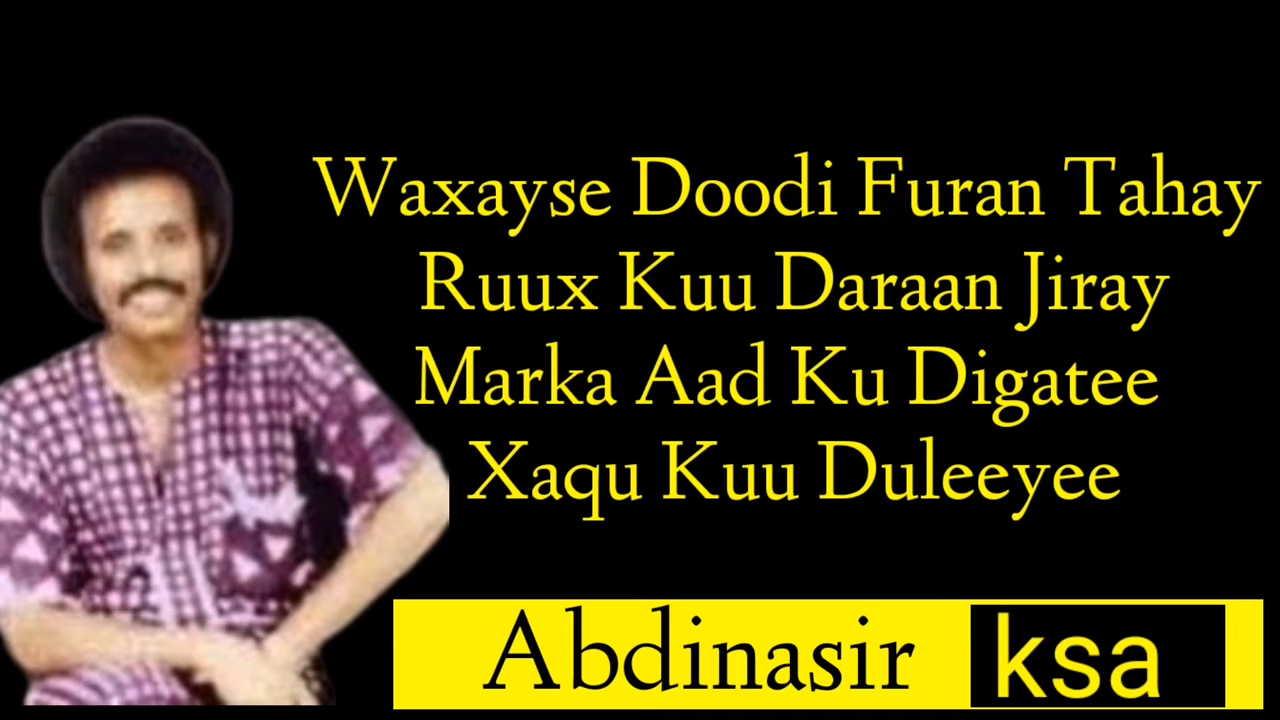 Waxayse Doodi Furan Tahay
Ruux Kuu Daraan Jiray
Marka Aad Ku Digatee
Xaqu Kuu Duleeyee
Abdinasir ksa